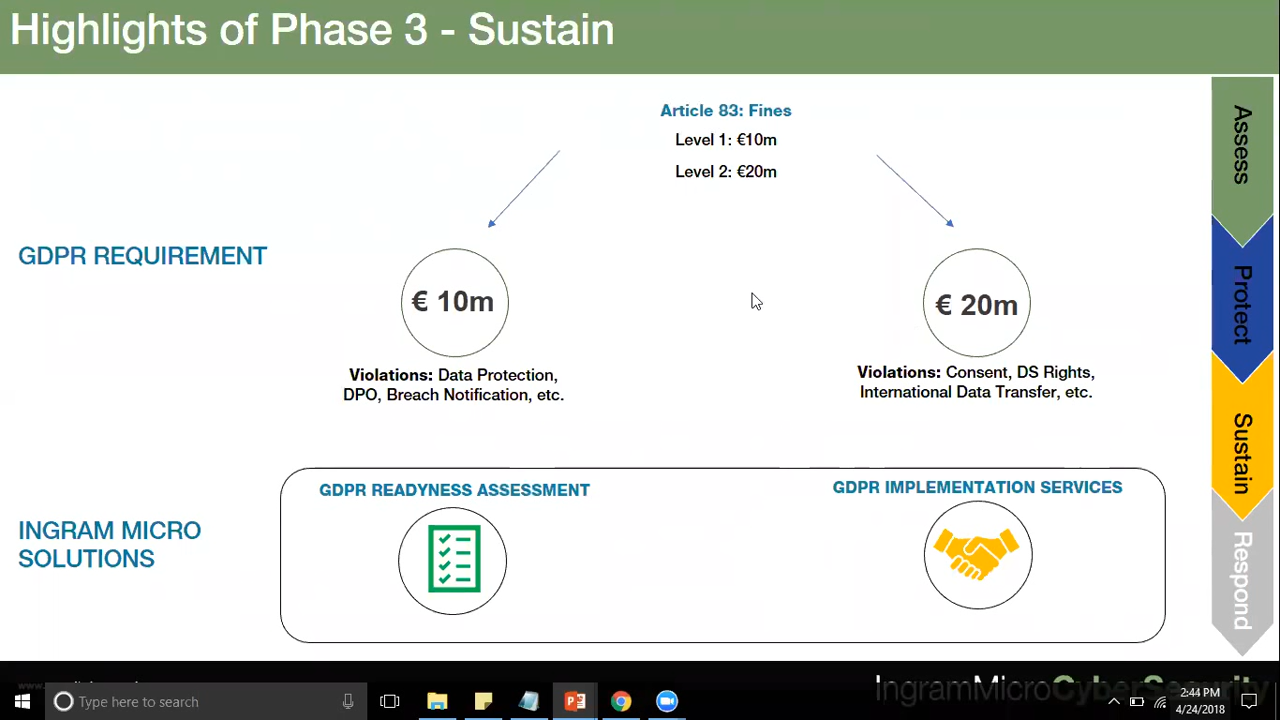 Highlights of Phase 3 - Sustain
Article 83: Fines
Level 1: €10m
Level 2: €20m
GDPR REQUIREMENT
€ 10m
€ 20m
Violations: Data Protection,
DPO, Breach Notification, etc.
Violations: Consent, DS Rights,
International Data Transfer, etc.
INGRAM MICRO
SOLUTIONS
GDPR READYNESS ASSESSMENT
GDPR IMPLEMENTATION SERVICES
Assess
Protect
Sustain
Respond
IngramMicroCyberSecurity
Type here to search
2:44 PM
4/24/2018